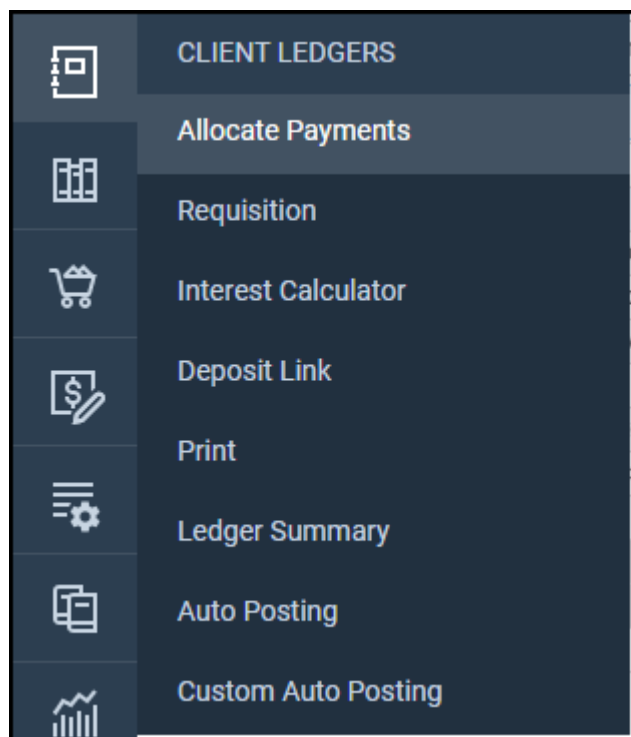 CLIENT LEDGERS
Allocate Payments
Requisition
Interest Calculator
Deposit Link
Print
Ledger Summary
Auto Posting
Custom Auto Posting